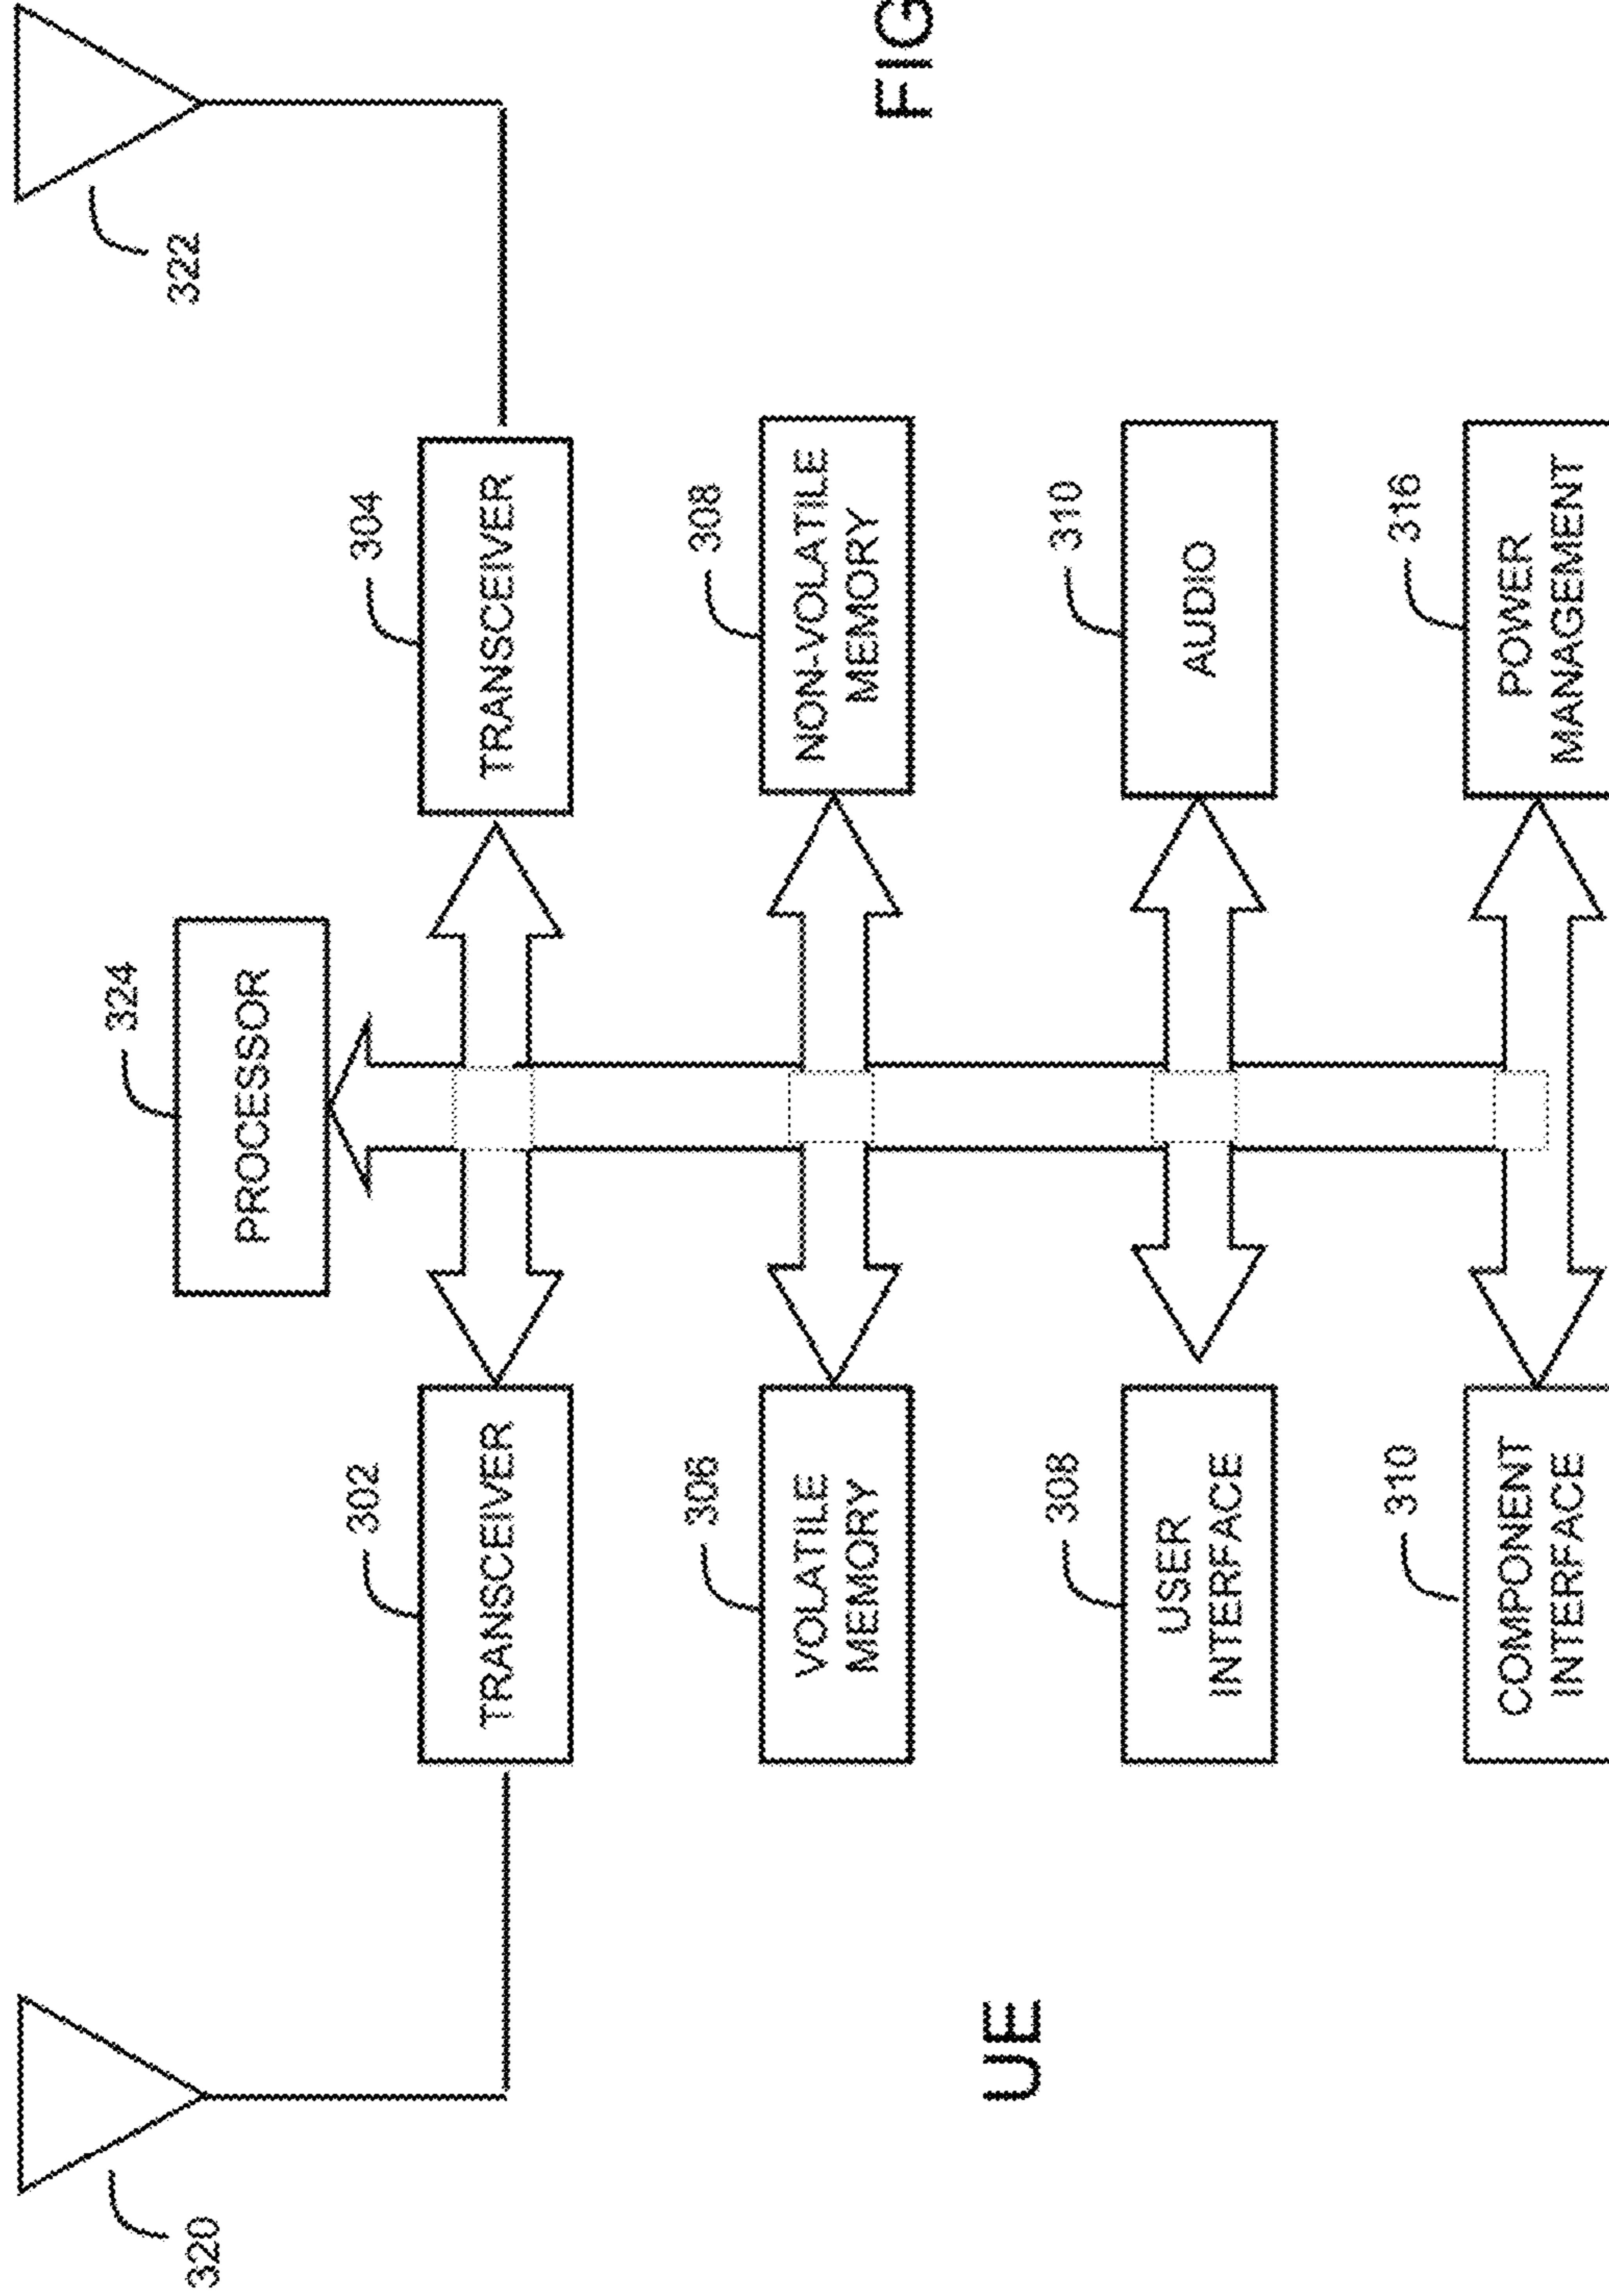 324
320
322
PROCESSOR
302
304
TRANSCEIVER
TRANSCEIVER
306
308
VOLATILE
MEMORY
NON-VOLATILE
MEMORY
FIG
UE
308
310
USER
INTERFACE
AUDIO
310
316
COMPONENT
INTERFACE
POWER
MANAGEMENT